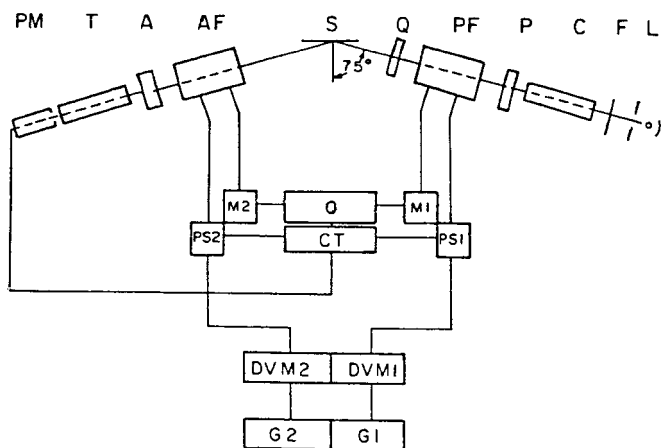 PM T A AF S Q PF P C F L
75°
M2 O M1
PS2 CT PS1
DVM2 DVM1
G2 G1